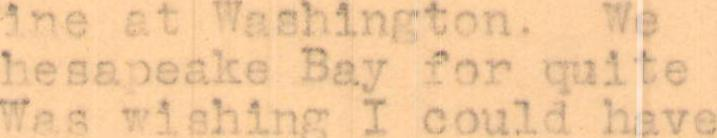 ine at Washington.  We
hesapeake Bay for quite
Was wishing I could have